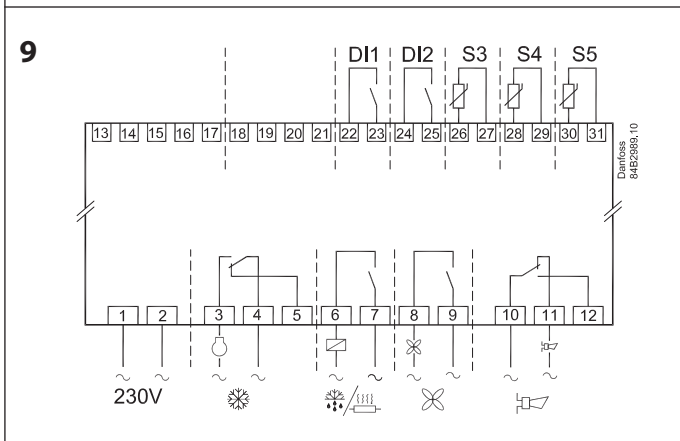 9
DI1 DI2 S3 S4 S5
13 14 15 16 17 18 19 20 21 22 23 24 25 26 27 28 29 30 31
Danfoss
84B2989.10
1 2 3 4 5 6 7 8 9 10 11 12
230V